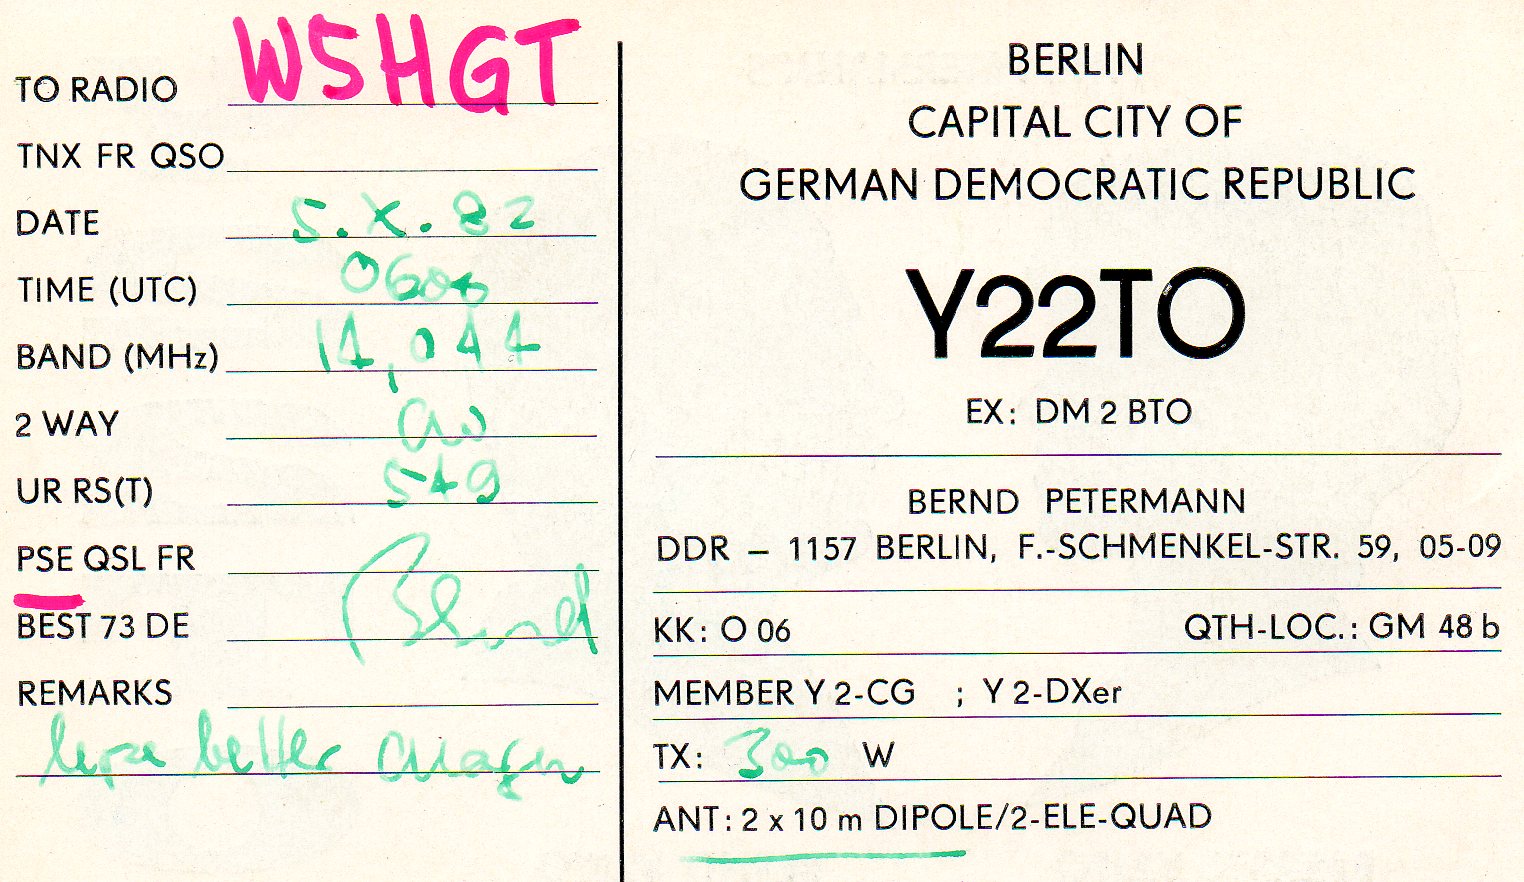 TO RADIO W5HGT
TNX FR QSO
DATE 5.X.82
TIME (UTC) 0606
BAND (MHz) 14,044
2 WAY CW
UR RS(T) 549
PSE QSL FR
BEST 73 DE Bernd
REMARKS
better
BERLIN
CAPITAL CITY OF
GERMAN DEMOCRATIC REPUBLIC
Y22TO
EX: DM 2 BTO
BERND PETERMANN
DDR – 1157 BERLIN, F.-SCHMENKEL-STR. 59, 05-09
KK: O 06 QTH-LOC.: GM 48 b
MEMBER Y 2-CG ; Y 2-DXer
TX: 300 W
ANT: 2 x 10 m DIPOLE/2-ELE-QUAD